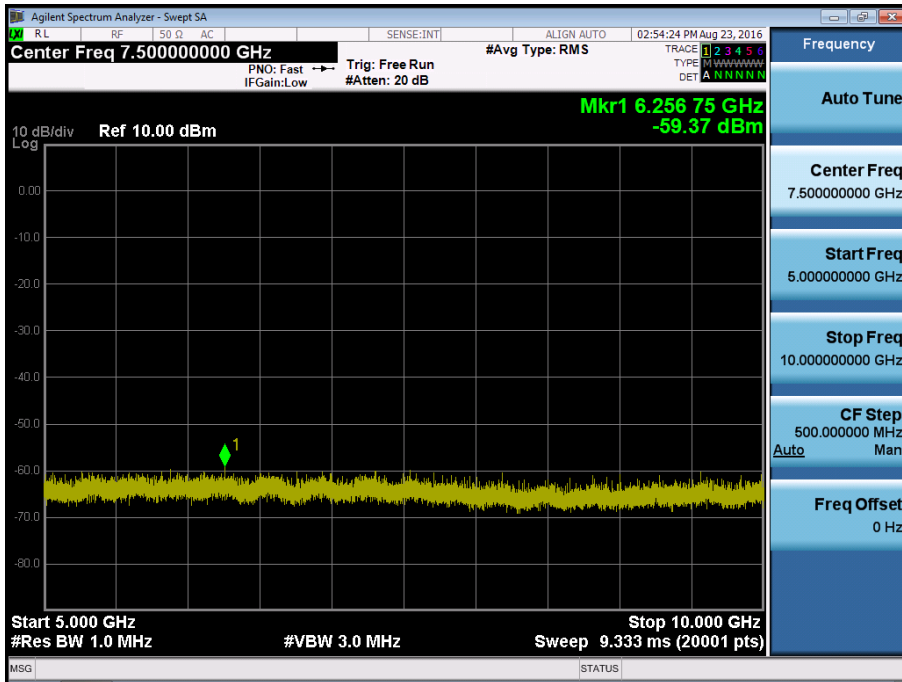 Agilent Spectrum Analyzer - Swept SA
LXI RL RF 50 Ω AC SENSE:INT ALIGN AUTO 02:54:24 PM Aug 23, 2016
Center Freq 7.500000000 GHz
PNO: Fast
IFGain:Low
Trig: Free Run
#Atten: 20 dB
#Avg Type: RMS
TRACE 1 2 3 4 5 6
TYPE M WWWWW
DET A N N N N N
Mkr1 6.256 75 GHz
-59.37 dBm
10 dB/div Ref 10.00 dBm
Log
0.00
-10.0
-20.0
-30.0
-40.0
-50.0
-60.0
-70.0
-80.0
1
Start 5.000 GHz Stop 10.000 GHz
#Res BW 1.0 MHz #VBW 3.0 MHz Sweep 9.333 ms (20001 pts)
MSG STATUS
Frequency
Auto Tune
Center Freq
7.500000000 GHz
Start Freq
5.000000000 GHz
Stop Freq
10.000000000 GHz
CF Step
500.000000 MHz
Auto Man
Freq Offset
0 Hz